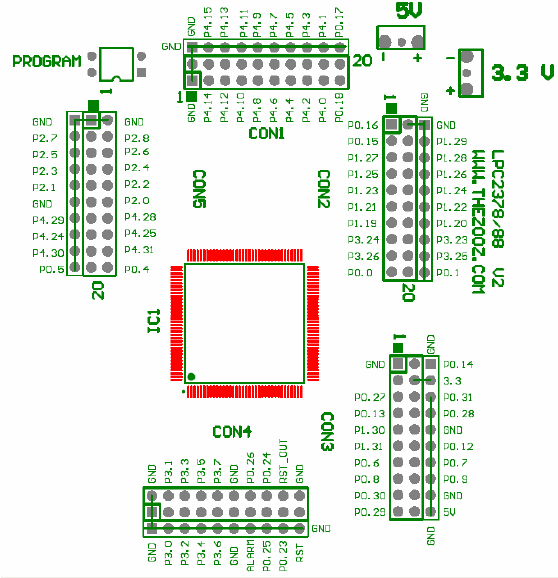 GND P4.15 P4.13 P4.11 P4.9 P4.7 P4.5 P4.3 P4.1 P0.17
5V
- +
PROGRAM
GND
20
- 3.3 V
+
1
1
GND P4.14 P4.12 P4.10 P4.8 P4.6 P4.4 P4.2 P4.0 P0.18
CON1
1
GND
GND GND
P2.7 P2.8
P2.5 P2.6
P2.3 P2.4
P2.1 P2.2
GND P2.0
P4.29 P4.28
P4.24 P4.25
P4.30 P4.31
P0.5 P0.4
20
CON5
CON2
P0.16 GND
P0.15 P1.29
P1.27 P1.28
P1.25 P1.26
P1.23 P1.24
P1.21 P1.22
P1.19 P1.20
P3.24 P3.23
P3.26 P3.25
P0.0 P0.1
20
WWW.THEZOOZ.COM
LPC2378/88 V2
IC1
1
GND
GND P0.14
3.3
P0.27 P0.31
P0.13 P0.28
P1.30 GND
P1.31 P0.12
P0.6 P0.7
P0.8 P0.9
P0.30 GND
P0.29 5V
GND
CON3
CON4
GND P3.1 P3.3 P3.5 P3.7 GND P0.26 P0.24 RST_OUT GND
GND
GND P3.0 P3.2 P3.4 P3.6 GND ALARM P0.25 P0.23 RST